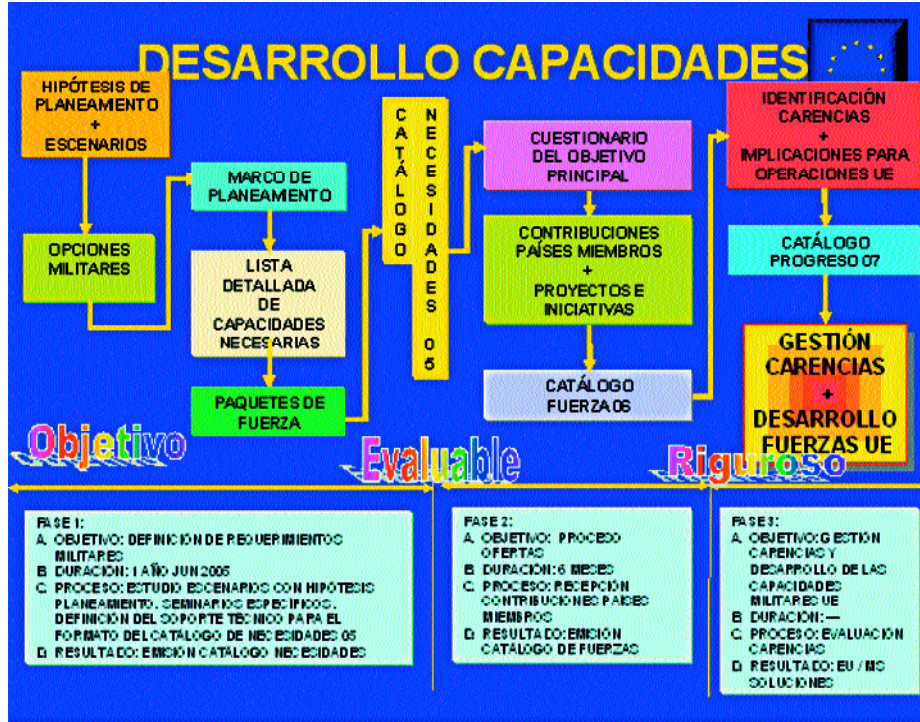 DESARROLLO CAPACIDADES
HIPÓTESIS DE
PLANEAMIENTO
+
ESCENARIOS
OPCIONES
MILITARES
MARCO DE
PLANEAMIENTO
LISTA
DETALLADA
DE
CAPACIDADES
NECESARIAS
PAQUETES DE
FUERZA
CATÁLOGO
NECESIDADES 05
CUESTIONARIO
DEL OBJETIVO
PRINCIPAL
CONTRIBUCIONES
PAÍSES MIEMBROS
+
PROYECTOS E
INICIATIVAS
CATÁLOGO
FUERZA 06
IDENTIFICACIÓN
CARENCIAS
+
IMPLICACIONES PARA
OPERACIONES UE
CATÁLOGO
PROGRESO 07
GESTIÓN
CARENCIAS
+
DESARROLLO
FUERZAS UE
Objetivo
Evaluable
Riguroso
FASE 1:
A. OBJETIVO: DEFINICIÓN DE REQUERIMIENTOS
MILITARES
B. DURACIÓN: 1 AÑO JUN 2005
C. PROCESO: ESTUDIO ESCENARIOS CON HIPÓTESIS
PLANEAMIENTO. SEMINARIOS ESPECÍFICOS.
DEFINICIÓN DEL SOPORTE TÉCNICO PARA EL
FORMATO DEL CATÁLOGO DE NECESIDADES 05
D. RESULTADO: EMISIÓN CATÁLOGO NECESIDADES
FASE 2:
A. OBJETIVO: PROCESO
OFERTAS
B. DURACIÓN: 6 MESES
C. PROCESO: RECEPCIÓN
CONTRIBUCIONES PAÍSES
MIEMBROS
D. RESULTADO: EMISIÓN
CATÁLOGO DE FUERZAS
FASE 3:
A. OBJETIVO: GESTIÓN
CARENCIAS Y
DESARROLLO DE LAS
CAPACIDADES
MILITARES UE
B. DURACIÓN: —
C. PROCESO: EVALUACIÓN
CARENCIAS
D. RESULTADO: EU / MS
SOLUCIONES